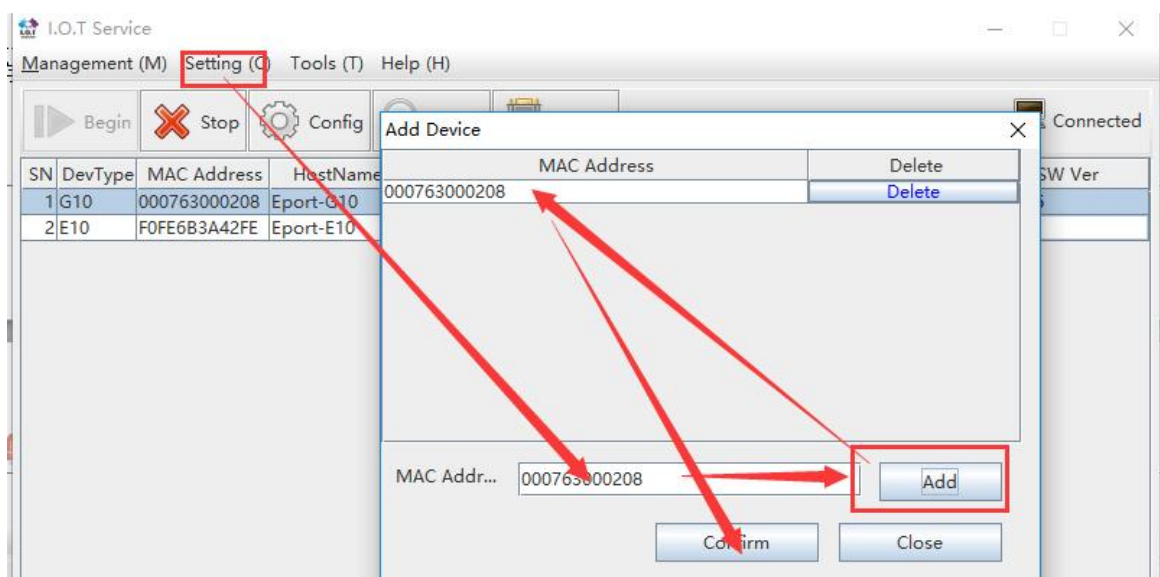 I.O.T Service
Management (M) Setting (C) Tools (T) Help (H)
Begin Stop Config Connected
Add Device
MAC Address Delete
000763000208 Delete
SN DevType MAC Address HostName SW Ver
1 G10 000763000208 Eport-G10
2 E10 F0FE6B3A42FE Eport-E10
MAC Addr... 000763000208 Add
Confirm Close